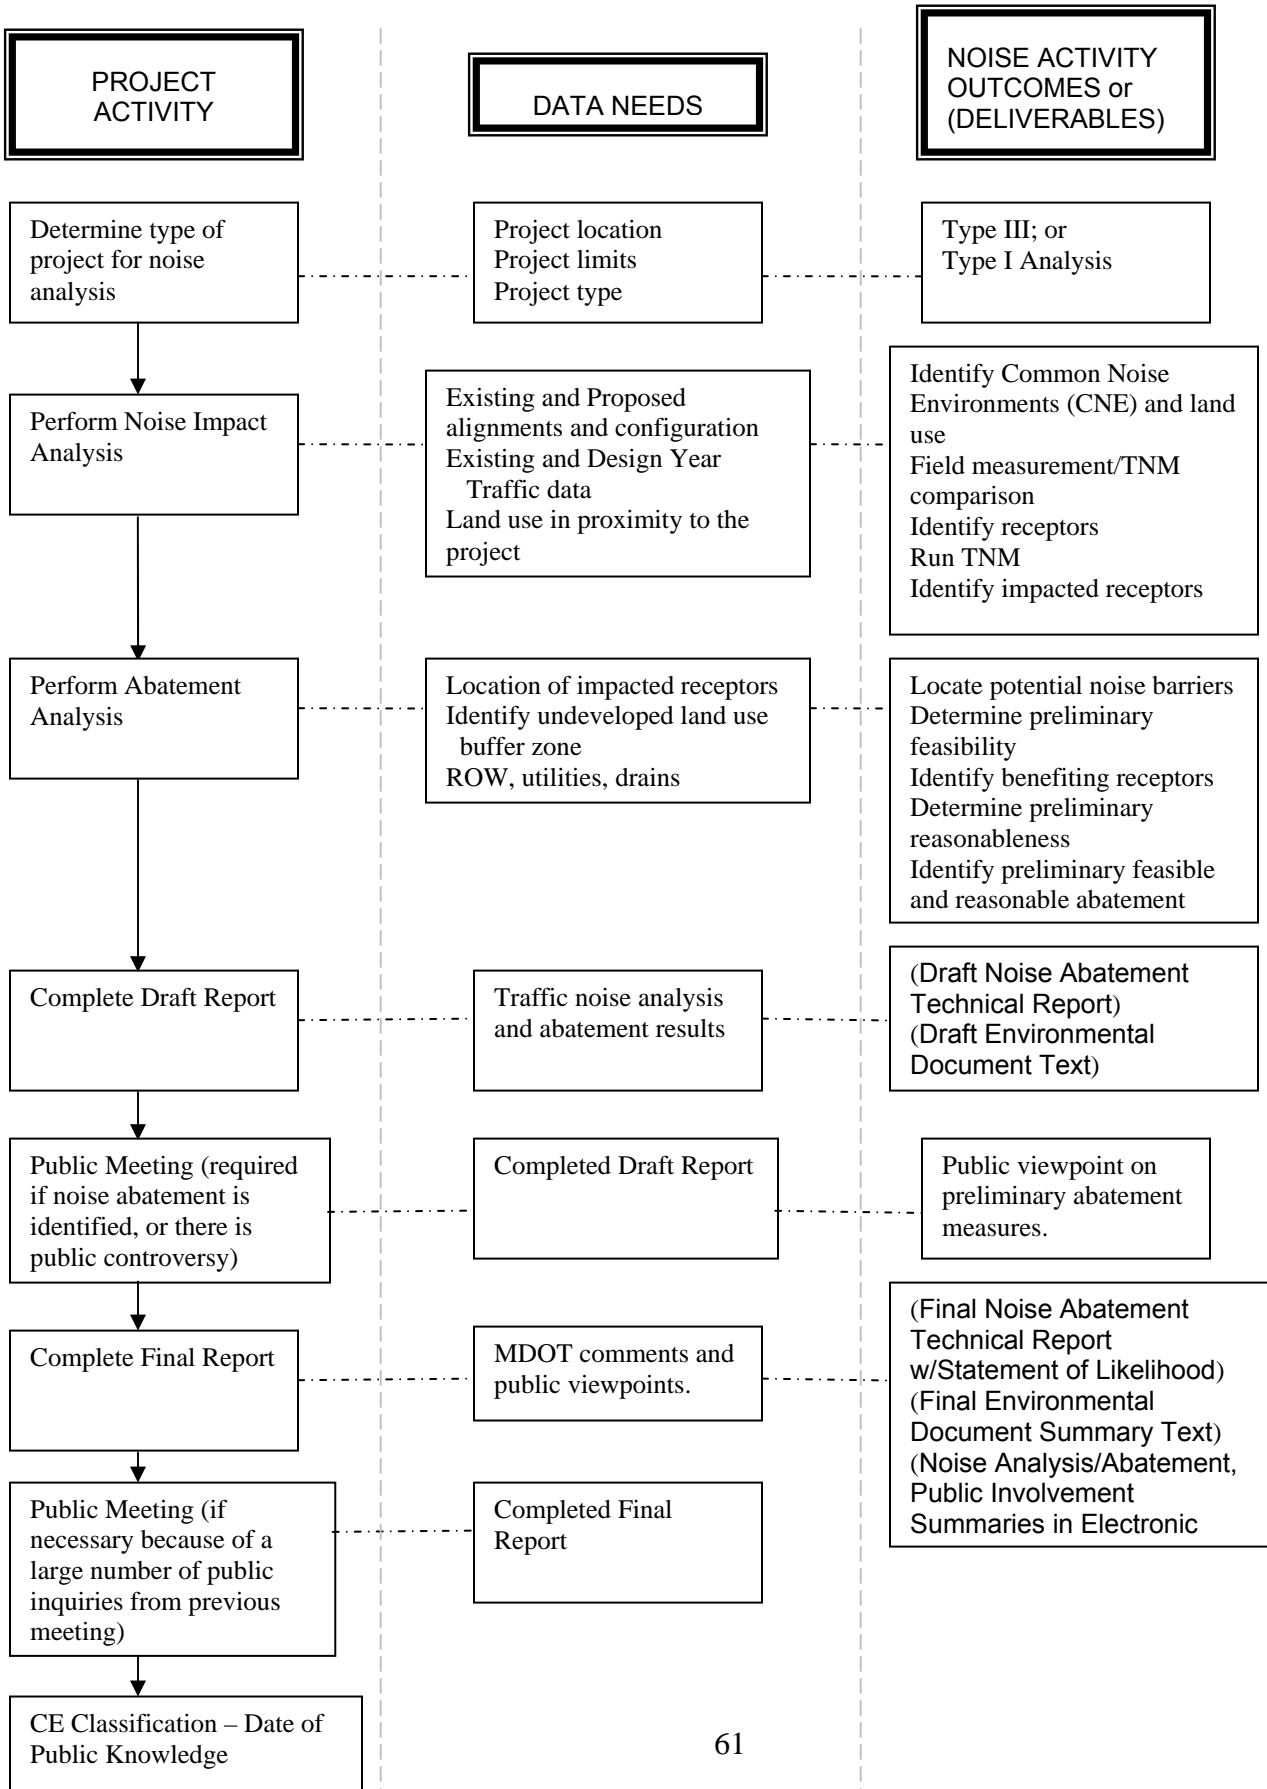 PROJECT
ACTIVITY
DATA NEEDS
NOISE ACTIVITY
OUTCOMES or
(DELIVERABLES)
Determine type of
project for noise
analysis
Project location
Project limits
Project type
Type III; or
Type I Analysis
Perform Noise Impact
Analysis
Existing and Proposed
alignments and configuration
Existing and Design Year
Traffic data
Land use in proximity to the
project
Identify Common Noise
Environments (CNE) and land
use
Field measurement/TNM
comparison
Identify receptors
Run TNM
Identify impacted receptors
Perform Abatement
Analysis
Location of impacted receptors
Identify undeveloped land use
buffer zone
ROW, utilities, drains
Locate potential noise barriers
Determine preliminary
feasibility
Identify benefiting receptors
Determine preliminary
reasonableness
Identify preliminary feasible
and reasonable abatement
Complete Draft Report
Traffic noise analysis
and abatement results
(Draft Noise Abatement
Technical Report)
(Draft Environmental
Document Text)
Public Meeting (required
if noise abatement is
identified, or there is
public controversy)
Completed Draft Report
Public viewpoint on
preliminary abatement
measures.
Complete Final Report
MDOT comments and
public viewpoints.
(Final Noise Abatement
Technical Report
w/Statement of Likelihood)
(Final Environmental
Document Summary Text)
(Noise Analysis/Abatement,
Public Involvement
Summaries in Electronic
Public Meeting (if
necessary because of a
large number of public
inquiries from previous
meeting)
Completed Final
Report
CE Classification – Date of
Public Knowledge
61